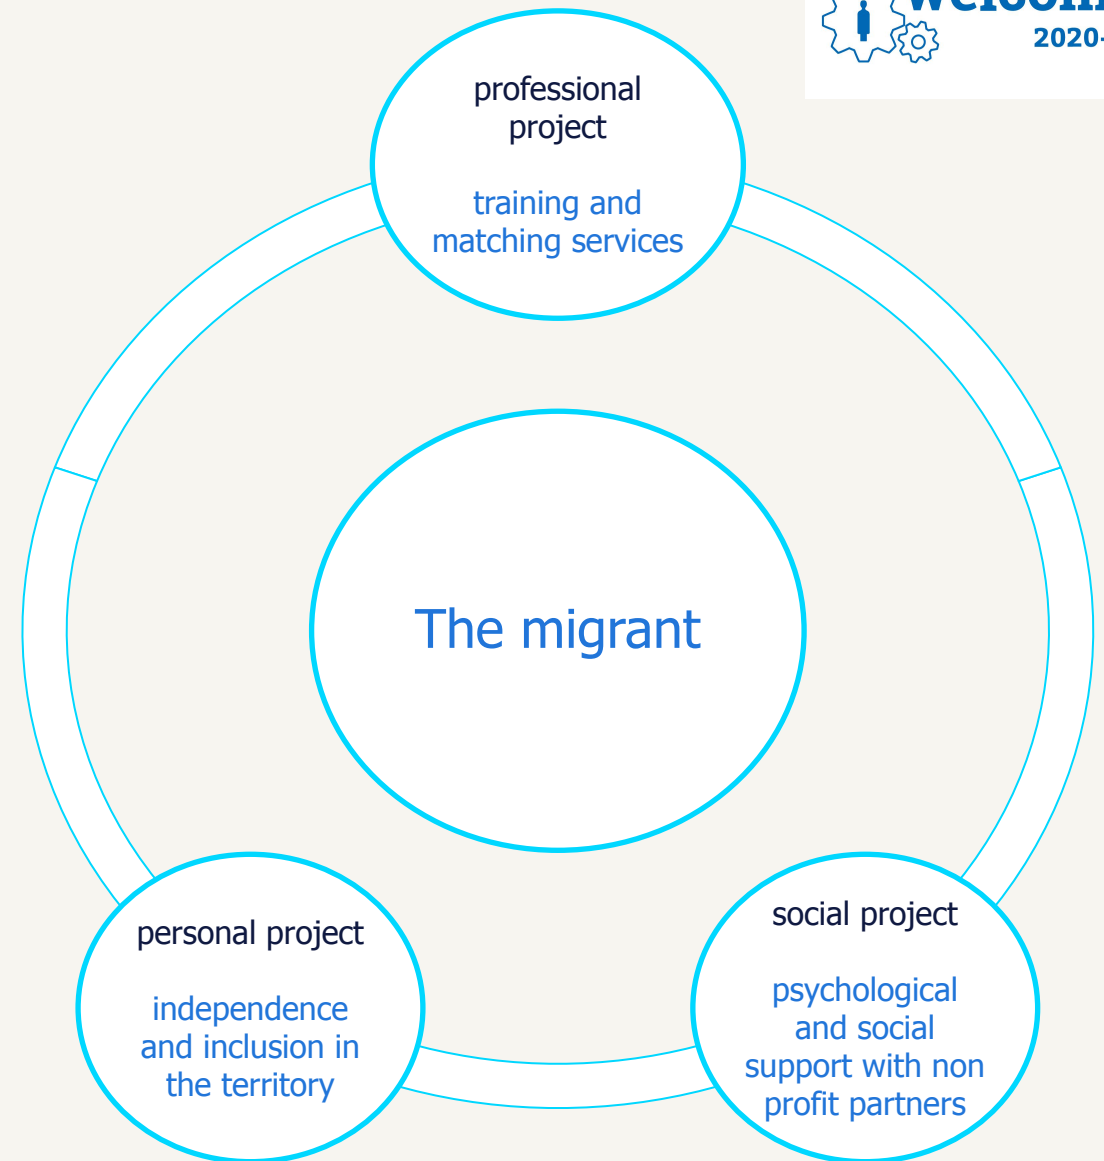 2020-
professional
project
training and
matching services
The migrant
personal project
independence
and inclusion in
the territory
social project
psychological
and social
support with non
profit partners